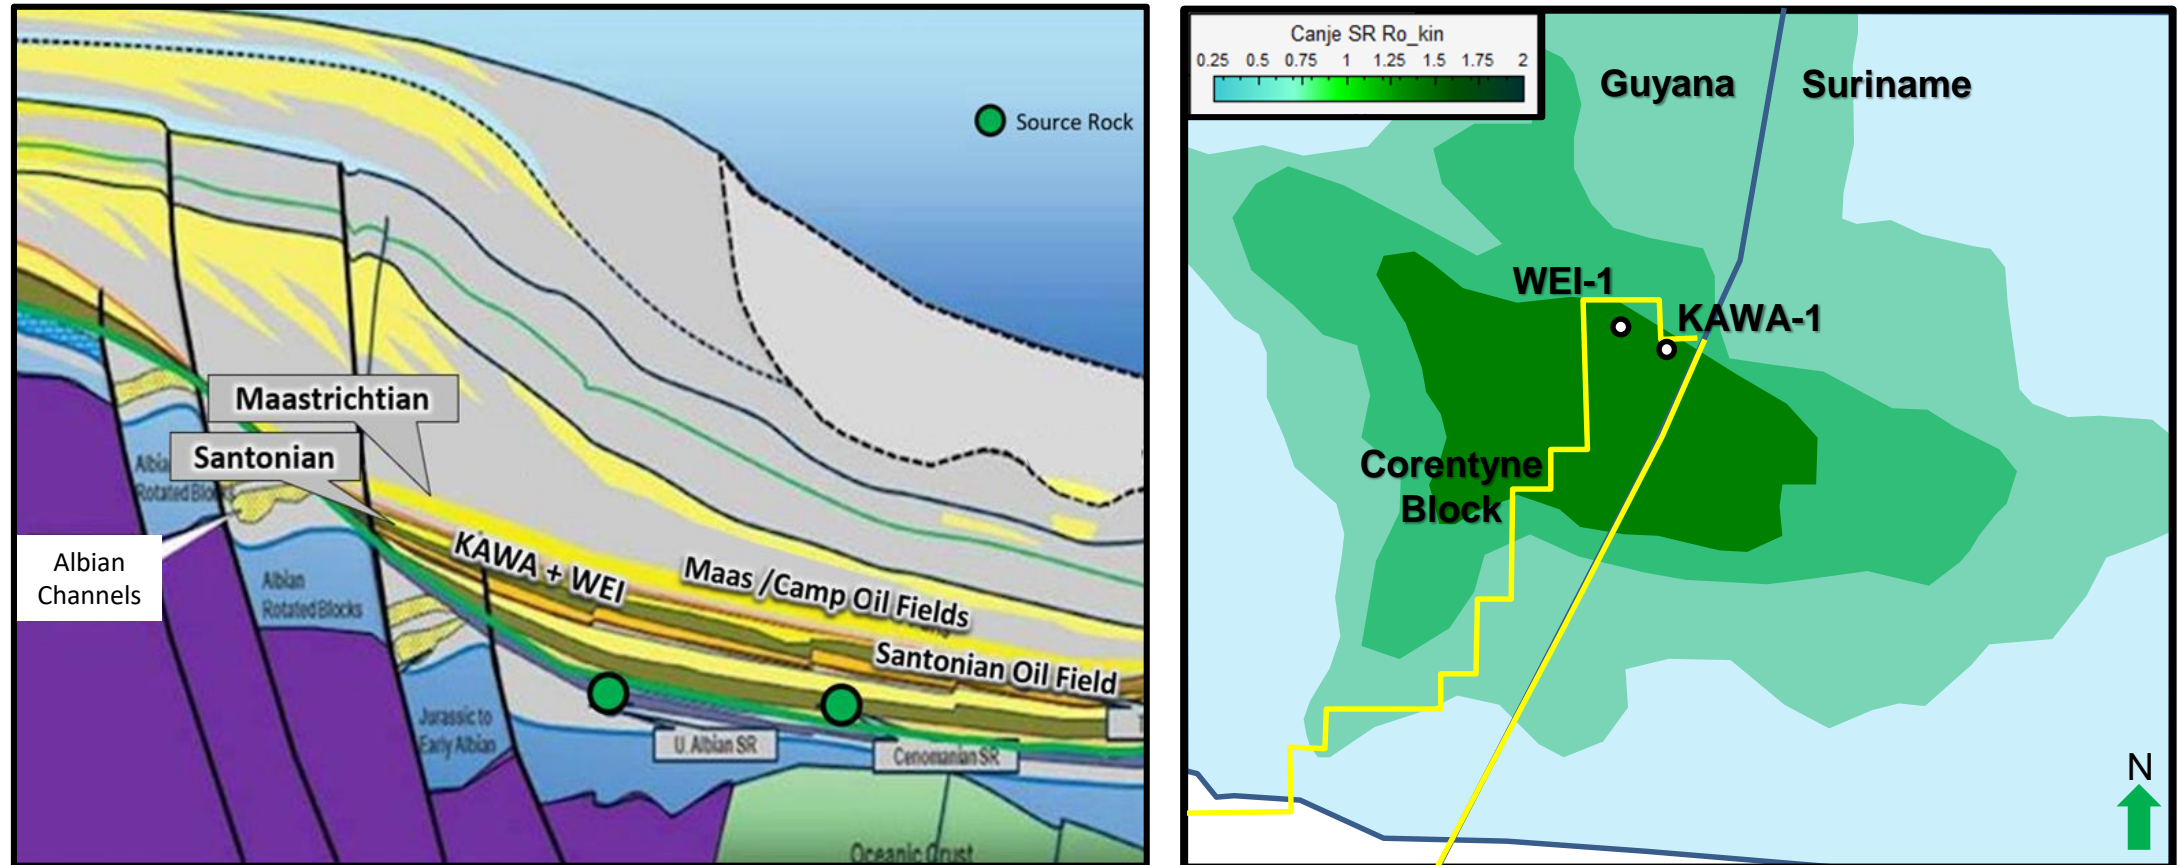 Source Rock
Maastrichtian
Santonian
Rotated Blocks
Albian
Channels
Albian
Rotated Blocks
KAWA + WEI
Maas /Camp Oil Fields
Santonian Oil Field
Jurassic to
Early Albian
U. Albian SR
Cenomanian SR
Oceanic Crust
Canje SR Ro_kin
0.25 0.5 0.75 1 1.25 1.5 1.75 2
Guyana
Suriname
WEI-1
KAWA-1
Corentyne
Block
N